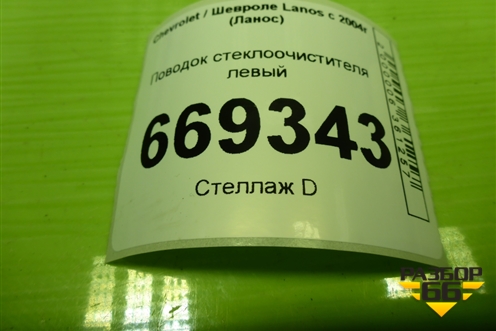 Chevrolet / Шевроле Lanos с 2004г
(Ланос)
Поводок стеклоочистителя
левый
669343
Стеллаж D
РАЗБОР
66